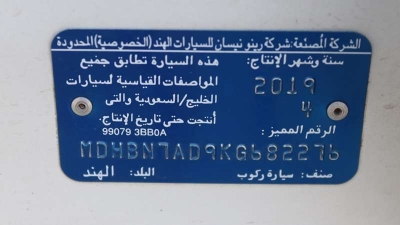 الشركة المصنعة: شركة رينو نيسان للسيارات الهند (الخصوصية) المحدودة
سنة وشهر الإنتاج: هذه السيارة تطابق جميع
2019 المواصفات القياسية لسيارات
4 الخليج/السعودية والتى
أنتجت حتى تاريخ الإنتاج.
الرقم المميز: 99079 3BB0A
MDHBN7AD9KG682276
صنف: سيارة ركوب البلد: الهند